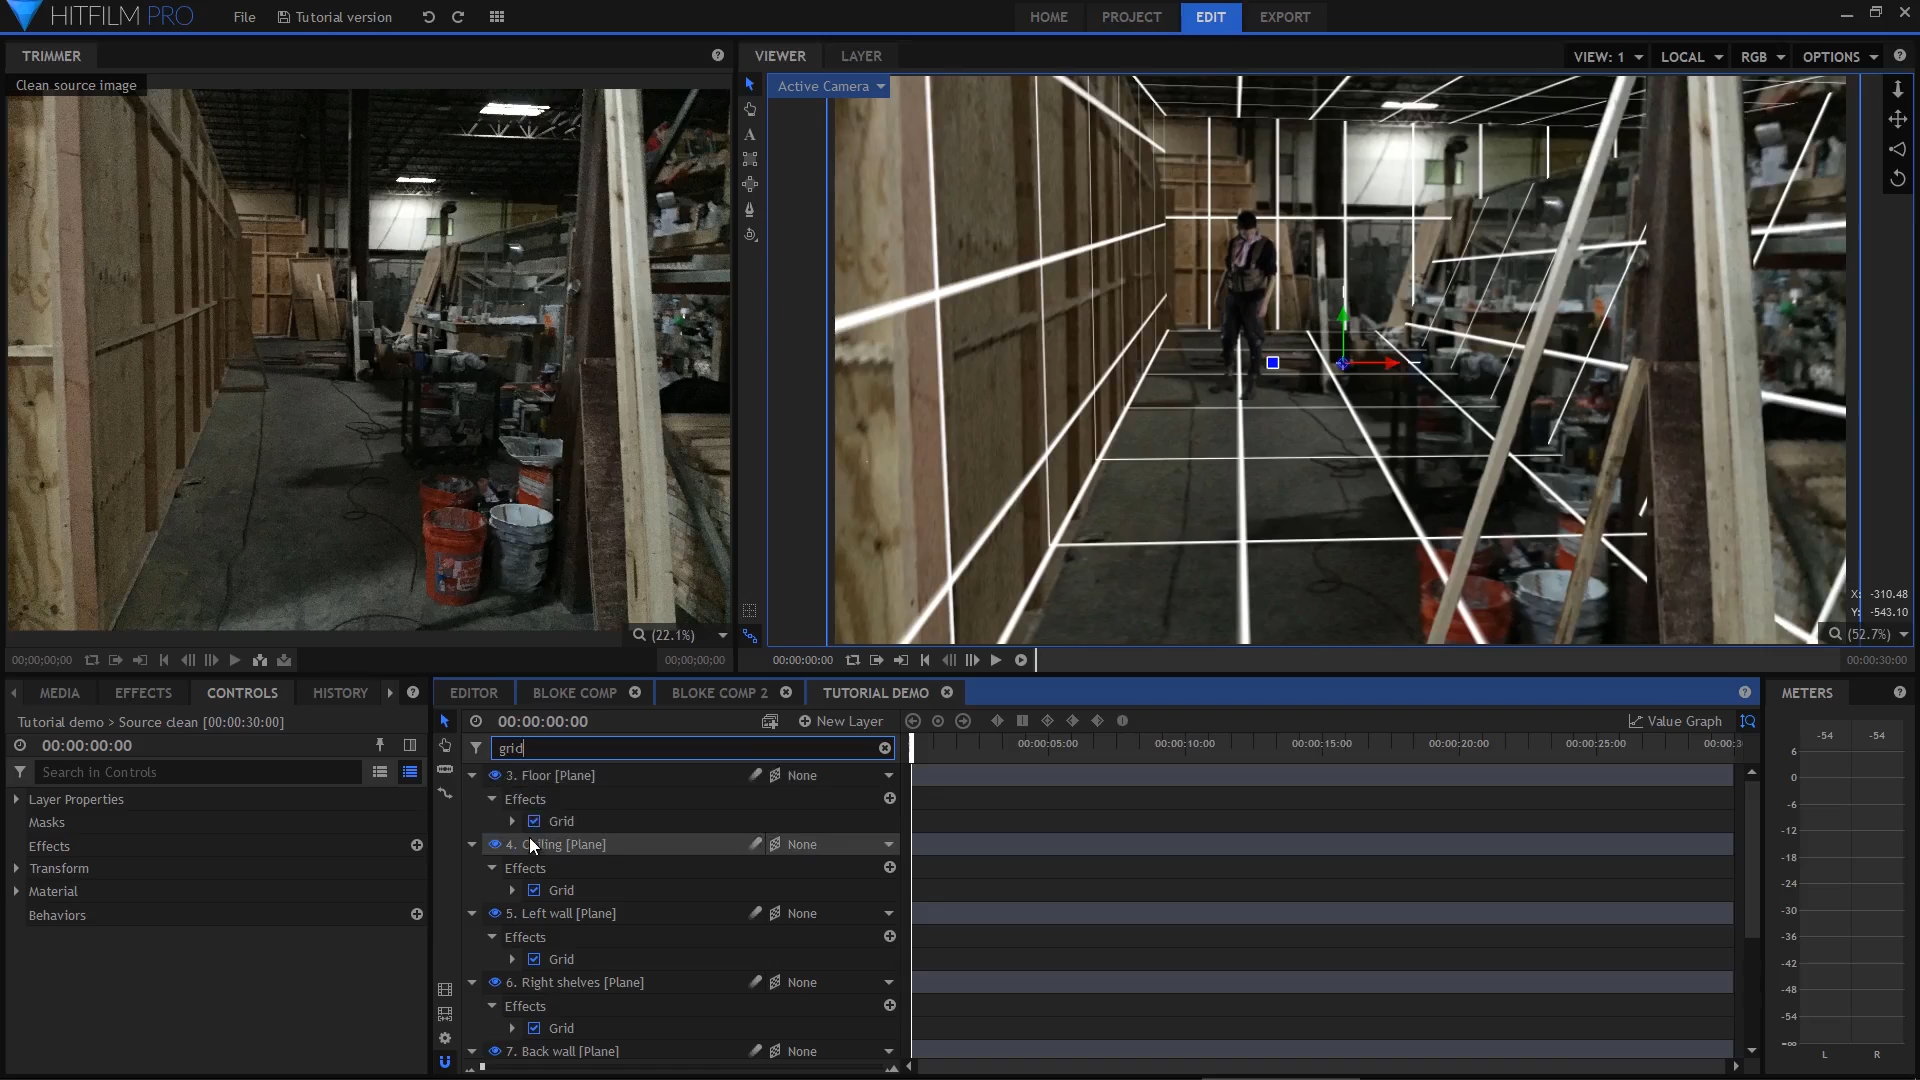 HITFILM PRO
File
Tutorial version
HOME
PROJECT
EDIT
EXPORT
TRIMMER
Clean source image
(22.1%)
00;00;00;00
00;00;00;00
VIEWER
LAYER
VIEW: 1
LOCAL
RGB
OPTIONS
Active Camera
X: -310.48
Y: -543.10
(52.7%)
00:00:00:00
00:00:30:00
MEDIA
EFFECTS
CONTROLS
HISTORY
Tutorial demo > Source clean [00:00:30:00]
00:00:00:00
Search in Controls
Layer Properties
Masks
Effects
Transform
Material
Behaviors
EDITOR
BLOKE COMP
BLOKE COMP 2
TUTORIAL DEMO
00:00:00:00
New Layer
Value Graph
grid
00:00:05:00
00:00:10:00
00:00:15:00
00:00:20:00
00:00:25:00
00:00:3
3. Floor [Plane]
None
Effects
Grid
4. Ceiling [Plane]
None
Effects
Grid
5. Left wall [Plane]
None
Effects
Grid
6. Right shelves [Plane]
None
Effects
Grid
7. Back wall [Plane]
None
METERS
-54
-54
6
0
-6
-12
-18
-24
-30
-36
-42
-48
-54
-∞
L
R